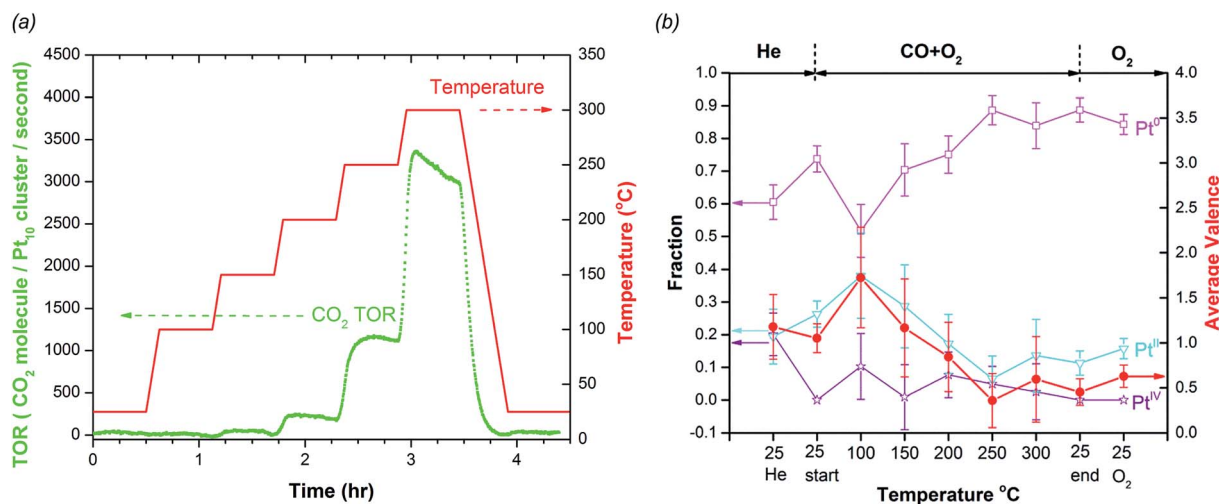 (a)
4500
4000
3500
3000
2500
2000
1500
1000
500
0
TOR ( CO2 molecule / Pt10 cluster / second)
Temperature
CO2 TOR
350
300
250
200
150
100
50
0
Temperature (oC)
0 1 2 3 4
Time (hr)
(b)
He CO+O2 O2
1.0
0.9
0.8
0.7
0.6
0.5
0.4
0.3
0.2
0.1
0.0
-0.1
Fraction
Pt0
PtII
PtIV
4.0
3.5
3.0
2.5
2.0
1.5
1.0
0.5
0.0
Average Valence
25 25 100 150 200 250 300 25 25
He start end O2
Temperature oC